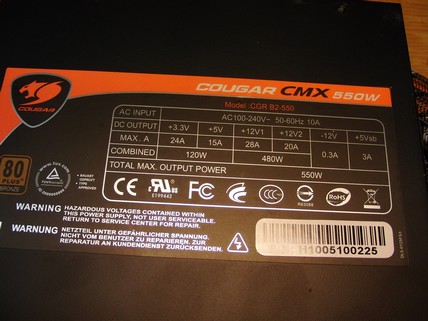 COUGAR CMX 550W
COUGAR
Model :CGR B2-550
AC INPUT AC100-240V~ 50-60Hz 10A
DC OUTPUT +3.3V +5V +12V1 +12V2 -12V +5Vsb
MAX. A 24A 15A 28A 20A 0.3A 3A
COMBINED 120W 480W
TOTAL MAX. OUTPUT POWER 550W
80 PLUS
BRONZE
E199442
RoHS
WARNING HAZARDOUS VOLTAGES CONTAINED WITHIN
THIS POWER SUPPLY, NOT USER SERVICEABLE.
RETURN TO SERVICE CENTER FOR REPAIR.
WARNUNG NETZTEIL UNTER GEFÄHRLICHER SPANNUNG.
NICHT VOM BENUTZER ZU REPARIEREN. ZUR
REPARATUR AN KUNDENDIENST ZURÜCKSENDEN.
H1005100225